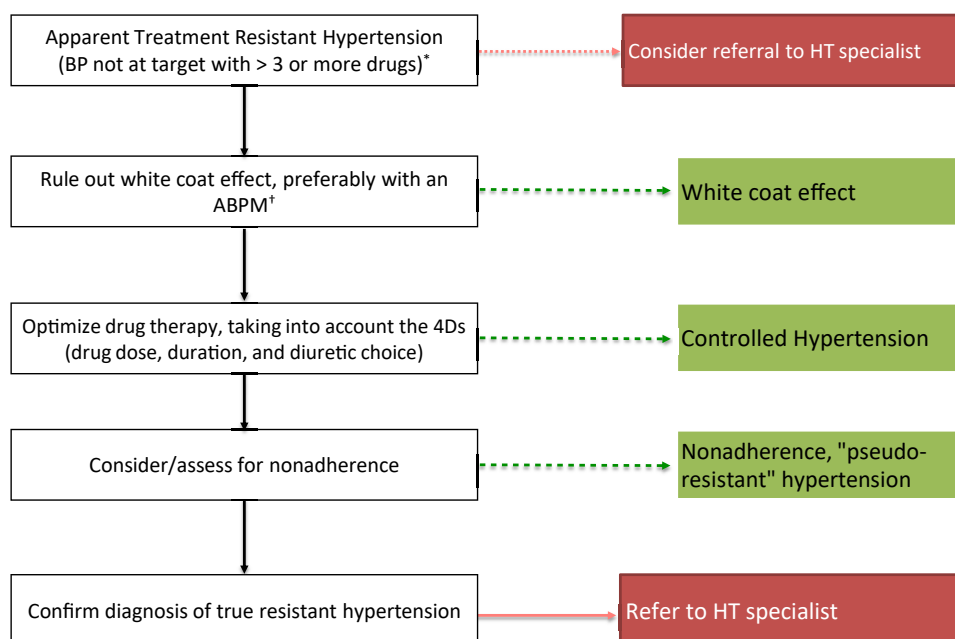 Apparent Treatment Resistant Hypertension
(BP not at target with > 3 or more drugs)*
Consider referral to HT specialist
Rule out white coat effect, preferably with an
ABPM†
White coat effect
Optimize drug therapy, taking into account the 4Ds
(drug dose, duration, and diuretic choice)
Controlled Hypertension
Consider/assess for nonadherence
Nonadherence, "pseudo-
resistant" hypertension
Confirm diagnosis of true resistant hypertension
Refer to HT specialist